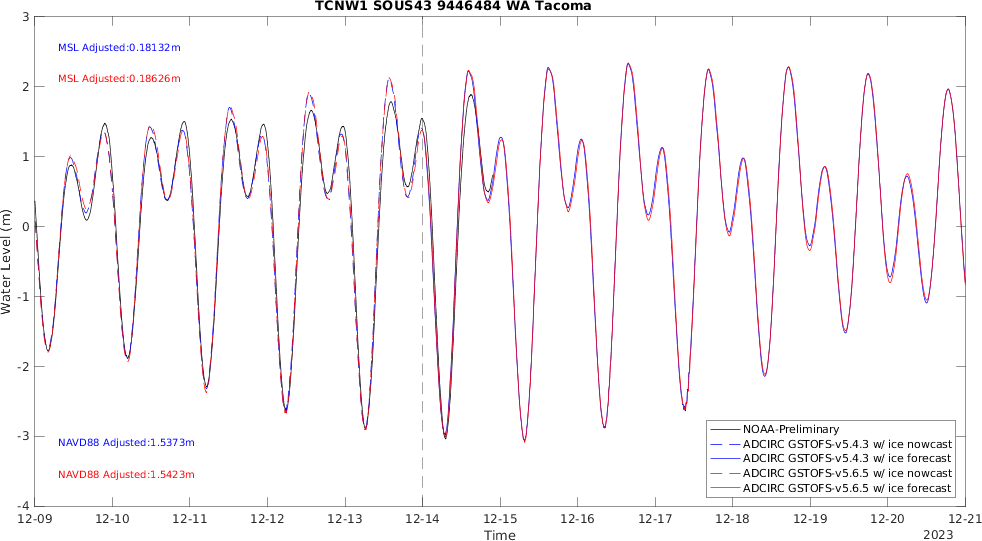 TCNW1 SOUS43 9446484 WA Tacoma
3
MSL Adjusted:0.18132m
MSL Adjusted:0.18626m
2
1
0
-1
-2
-3
-4
Water Level (m)
NAVD88 Adjusted:1.5373m
NAVD88 Adjusted:1.5423m
NOAA-Preliminary
ADCIRC GSTOFS-v5.4.3 w/ ice nowcast
ADCIRC GSTOFS-v5.4.3 w/ ice forecast
ADCIRC GSTOFS-v5.6.5 w/ ice nowcast
ADCIRC GSTOFS-v5.6.5 w/ ice forecast
12-09 12-10 12-11 12-12 12-13 12-14 12-15 12-16 12-17 12-18 12-19 12-20 12-21
Time
2023